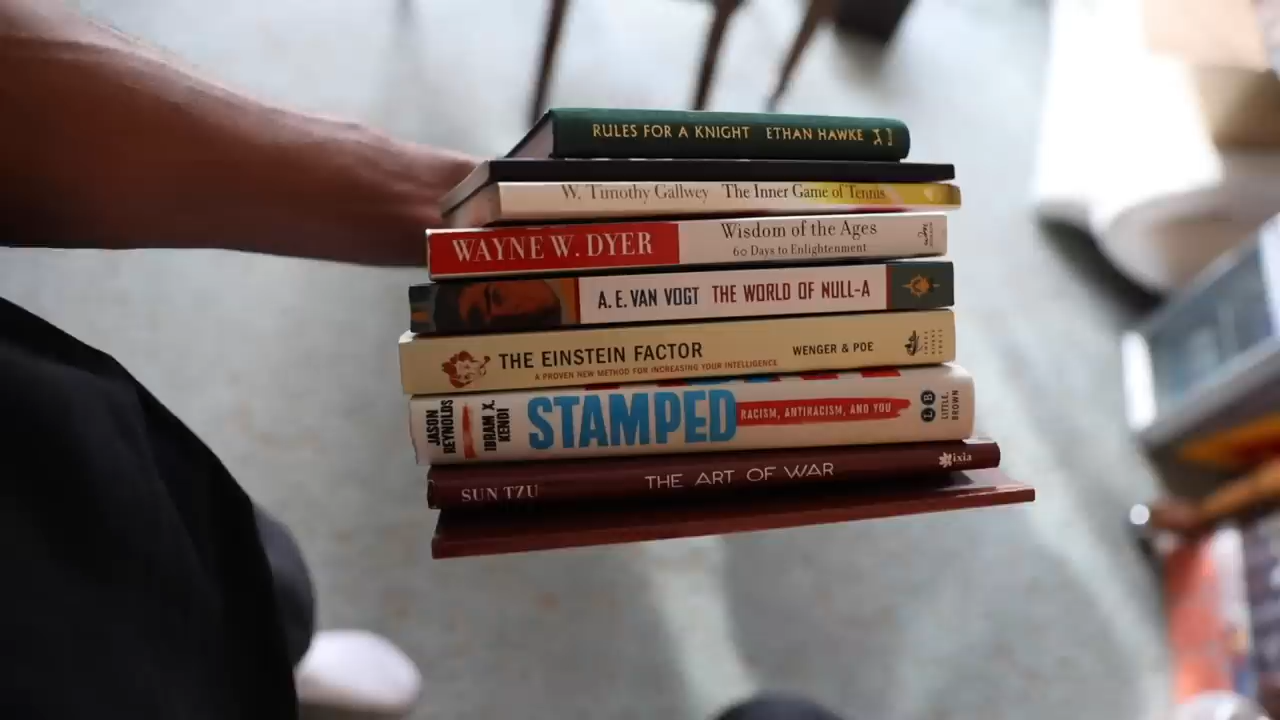 RULES FOR A KNIGHT ETHAN HAWKE
W. Timothy Gallwey The Inner Game of Tennis
WAYNE W. DYER Wisdom of the Ages
60 Days to Enlightenment
A. E. VAN VOGT THE WORLD OF NULL-A
THE EINSTEIN FACTOR WENGER & POE
A PROVEN NEW METHOD FOR INCREASING YOUR INTELLIGENCE
JASON REYNOLDS
IBRAM X. KENDI
STAMPED RACISM, ANTIRACISM, AND YOU
LB LITTLE, BROWN
SUN TZU THE ART OF WAR ixia